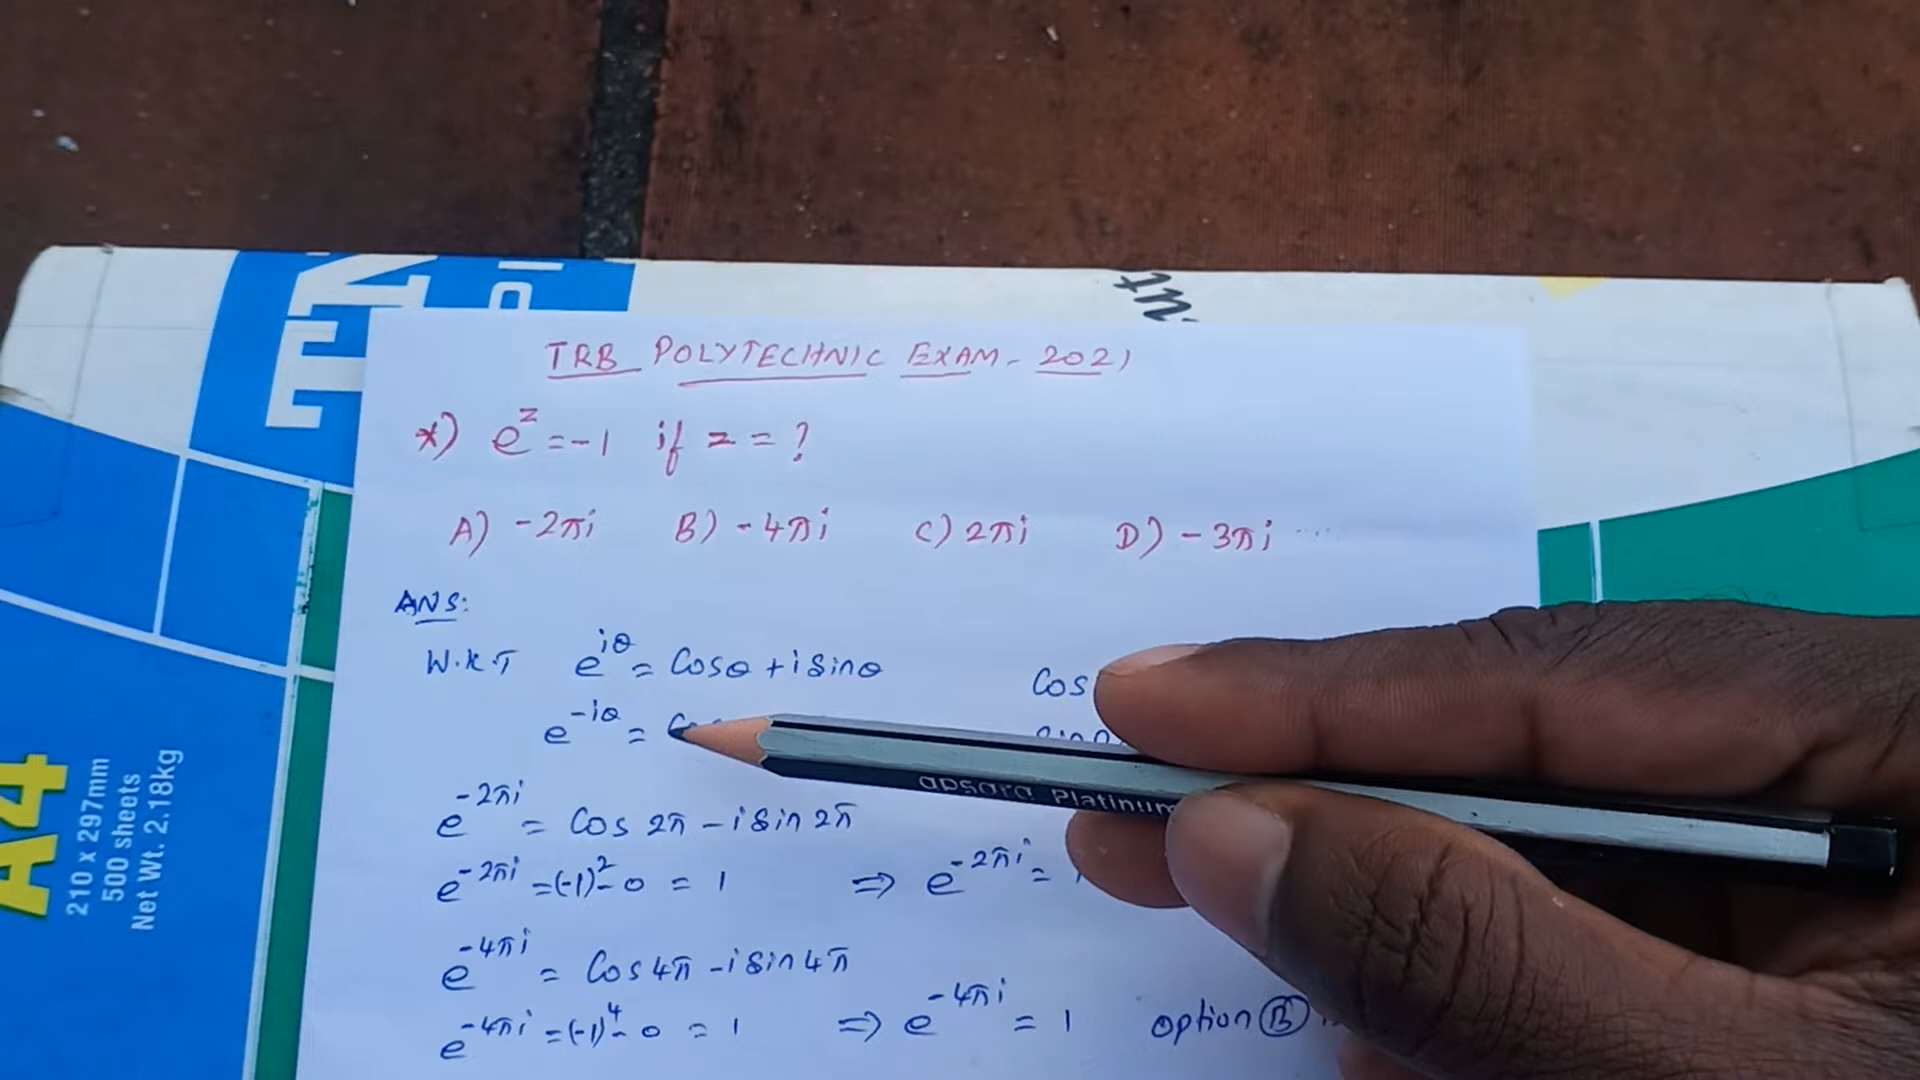 TRB POLYTECHNIC EXAM - 2021
*) e^z = -1 if z = ?
A) -2πi B) -4πi C) 2πi D) -3πi
ANS:
W.K.T e^iθ = Cosθ + i sinθ
Cos
e^-iθ =
e^-2πi = Cos 2π - i sin 2π
e^-2πi = (-1)^2 - 0 = 1 ⇒ e^-2πi =
e^-4πi = Cos 4π - i sin 4π
e^-4πi = (-1)^4 - 0 = 1 ⇒ e^-4πi = 1 option (B)
apsara Platinum
A4
210 x 297mm
500 sheets
Net Wt. 2.18kg